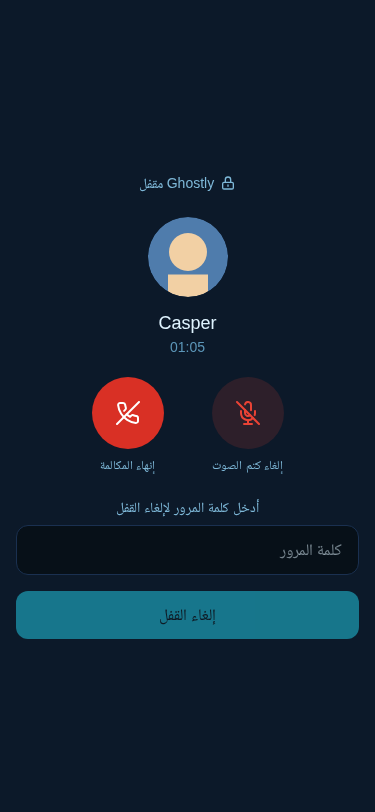 Ghostly مقفل
Casper
01:05
إلغاء كتم الصوت
إنهاء المكالمة
أدخل كلمة المرور لإلغاء القفل
كلمة المرور
إلغاء القفل